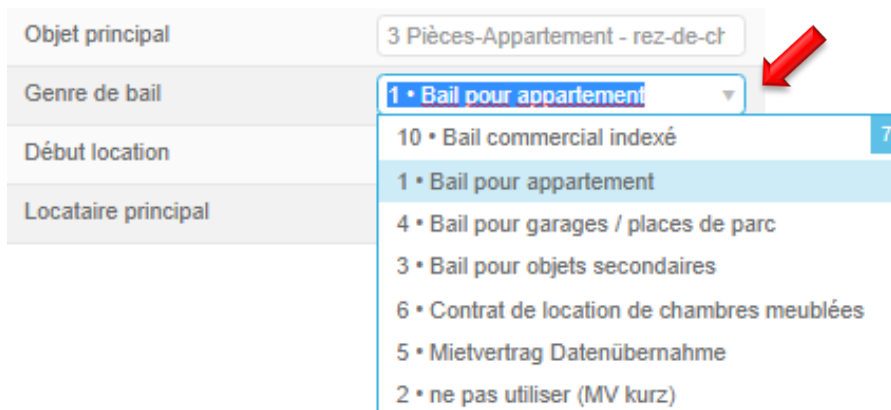 Objet principal
3 Pièces-Appartement - rez-de-ch
Genre de bail
1 • Bail pour appartement
10 • Bail commercial indexé
7
Début location
1 • Bail pour appartement
Locataire principal
4 • Bail pour garages / places de parc
3 • Bail pour objets secondaires
6 • Contrat de location de chambres meublées
5 • Mietvertrag Datenübernahme
2 • ne pas utiliser (MV kurz)